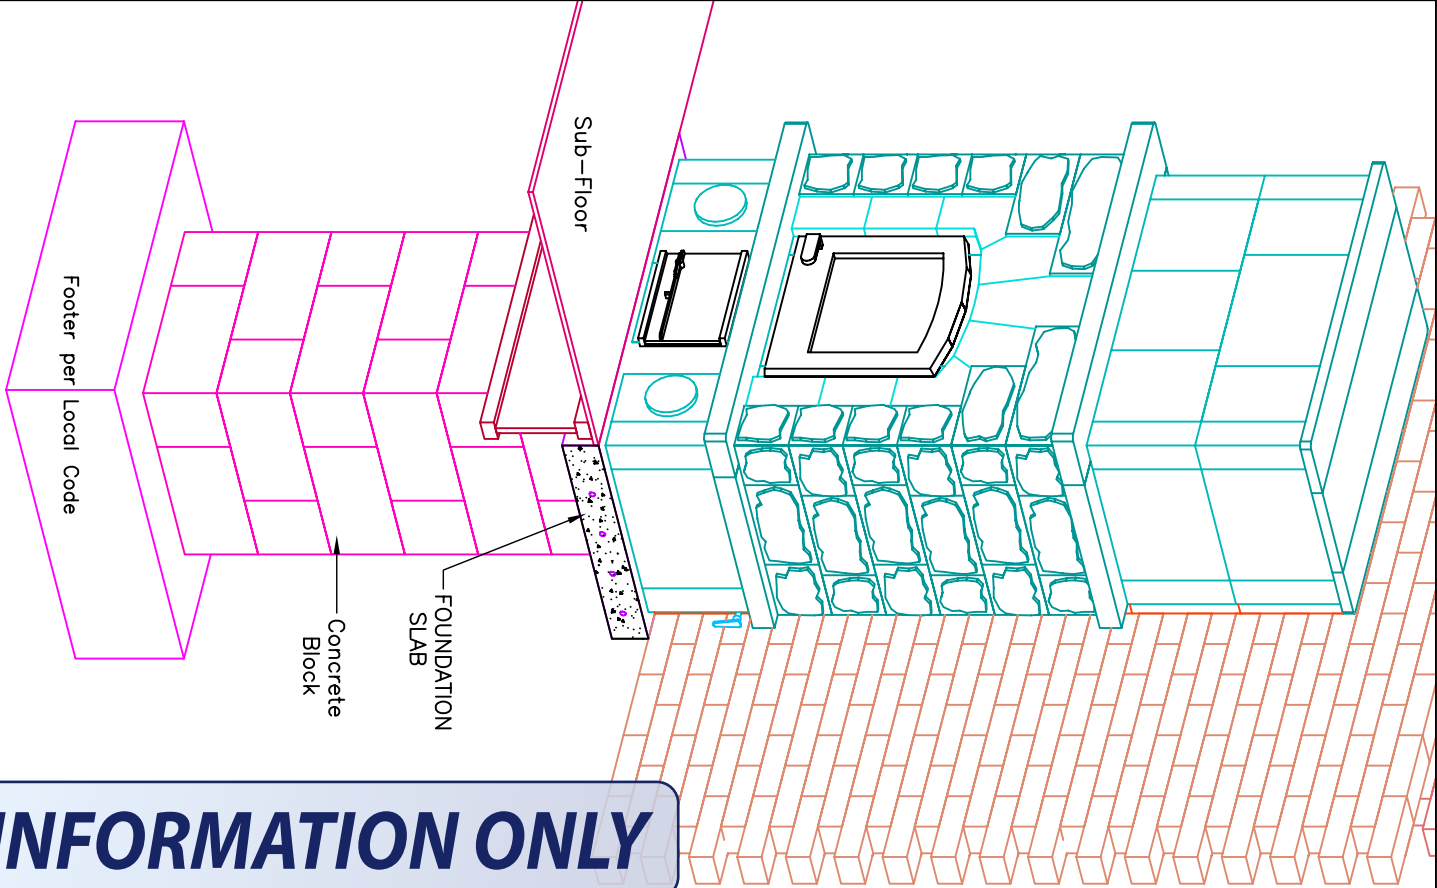 Sub-Floor
Footer per Local Code
FOUNDATION
SLAB
Concrete
Block
INFORMATION ONLY